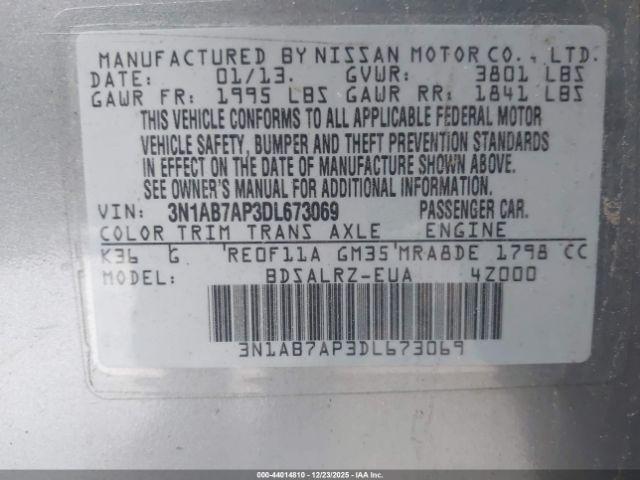 MANUFACTURED BY NISSAN MOTOR CO., LTD.
DATE: 01/13. GVWR: 3801 LBS
GAWR FR: 1995 LBS GAWR RR: 1841 LBS
THIS VEHICLE CONFORMS TO ALL APPLICABLE FEDERAL MOTOR
VEHICLE SAFETY, BUMPER AND THEFT PREVENTION STANDARDS
IN EFFECT ON THE DATE OF MANUFACTURE SHOWN ABOVE.
SEE OWNER'S MANUAL FOR ADDITIONAL INFORMATION.
VIN: 3N1AB7AP3DL673069 PASSENGER CAR.
COLOR TRIM TRANS AXLE ENGINE
K36 G 'RE0F11A GM35'MRA8DE 1798 CC
MODEL: BDSALRZ-EUA 4Z000
3N1AB7AP3DL673069
000-44014810 - 12/23/2025 - IAAI.COM